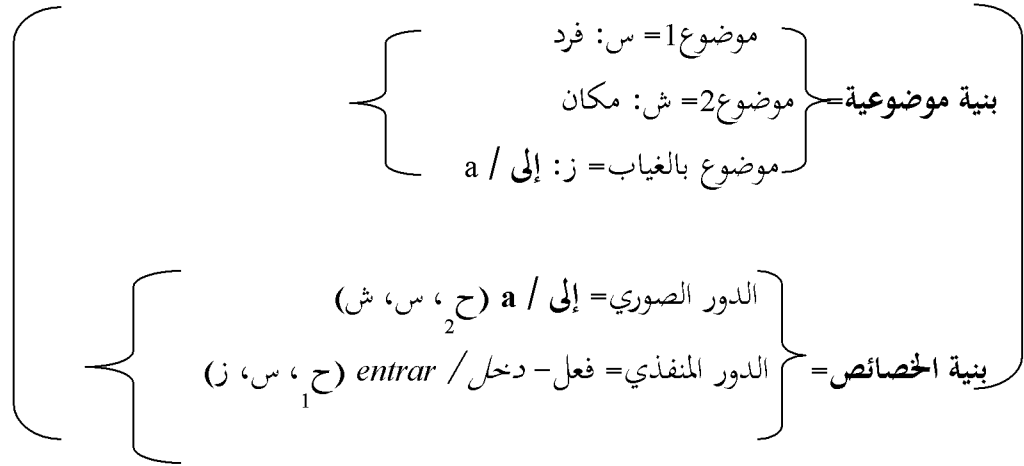 موضوع1= س: فرد
بنية موضوعية= موضوع2= ش: مكان
موضوع بالغياب= ز: إلى / a
الدور الصوري= إلى / a (ح2 ، س، ش)
بنية الخصائص= الدور المنفذي= فعل- دخل/ entrar (ح1 ، س، ز)